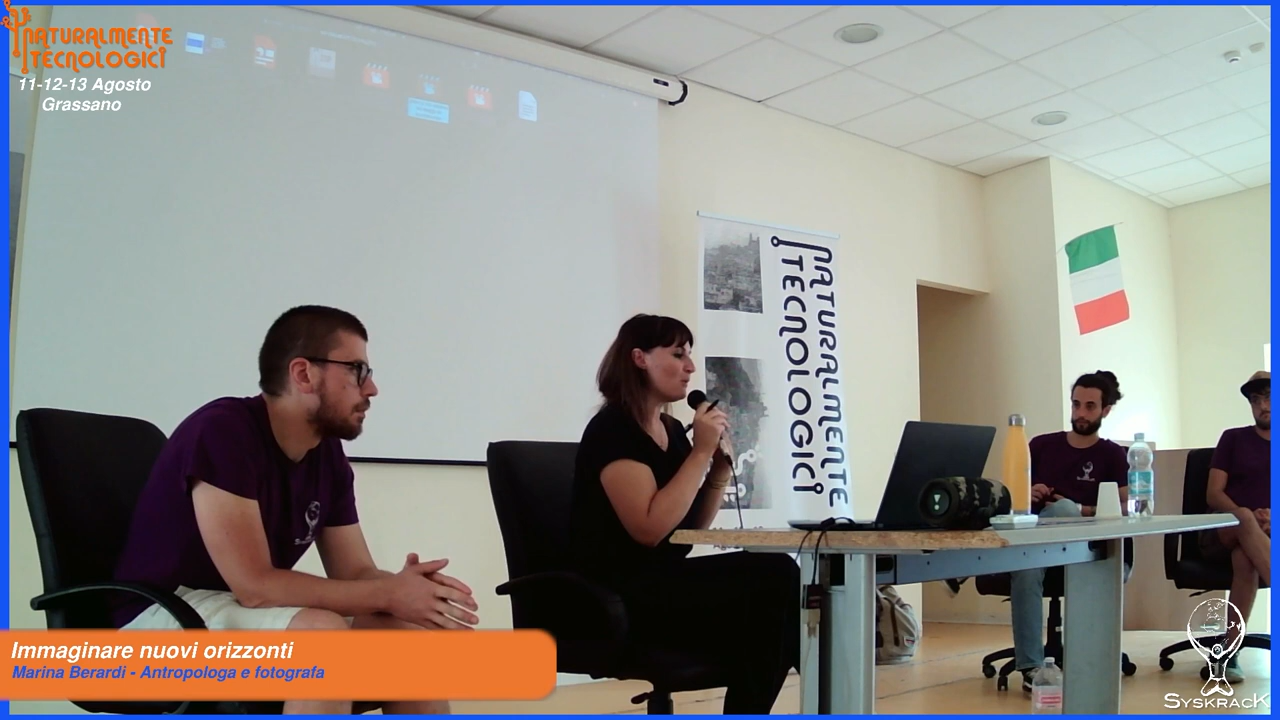 NATURALMENTE
TECNOLOGICI
11-12-13 Agosto
Grassano
NATURALMENTE
TECNOLOGICI
Immaginare nuovi orizzonti
Marina Berardi - Antropologa e fotografa
SYSKRACK